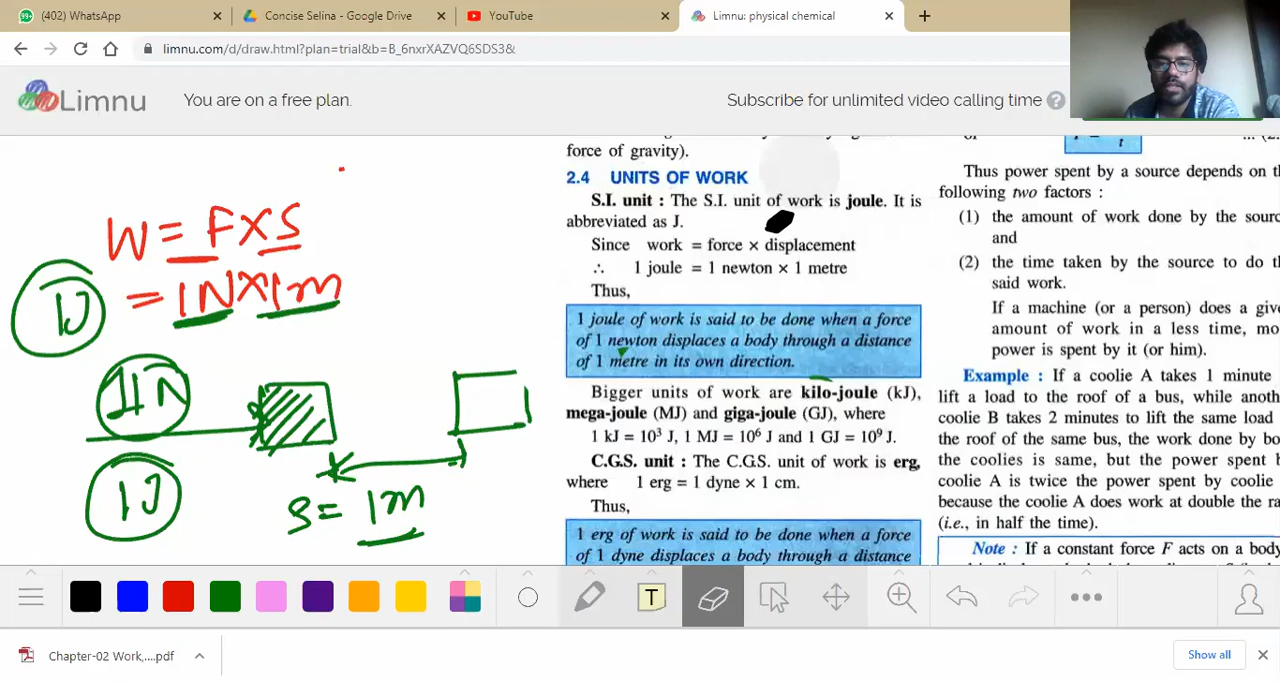 (402) WhatsApp
Concise Selina - Google Drive
YouTube
Limnu: physical chemical
limnu.com/d/draw.html?plan=trial&b=B_6nxrXAZVQ6SDS3&
Limnu
You are on a free plan.
Subscribe for unlimited video calling time ?
W = F X S
= 1N X 1m
1J
1N
1J
S = 1m
force of gravity).
2.4 UNITS OF WORK
S.I. unit : The S.I. unit of work is joule. It is
abbreviated as J.
Since work = force × displacement
∴ 1 joule = 1 newton × 1 metre
Thus,
1 joule of work is said to be done when a force
of 1 newton displaces a body through a distance
of 1 metre in its own direction.
Bigger units of work are kilo-joule (kJ),
mega-joule (MJ) and giga-joule (GJ), where
1 kJ = 10³ J, 1 MJ = 10⁶ J and 1 GJ = 10⁹ J.
C.G.S. unit : The C.G.S. unit of work is erg,
where 1 erg = 1 dyne × 1 cm.
Thus,
1 erg of work is said to be done when a force
of 1 dyne displaces a body through a distance
t
Thus power spent by a source depends on
following two factors :
(1) the amount of work done by the
and
(2) the time taken by the source to do
said work.
If a machine (or a person) does a
amount of work in a less time,
power is spent by it (or him).
Example : If a coolie A takes 1 minute
lift a load to the roof of a bus, while
coolie B takes 2 minutes to lift the same load
the roof of the same bus, the work done by
the coolies is same, but the power spent
coolie A is twice the power spent by coolie
because the coolie A does work at double the
(i.e., in half the time).
Note : If a constant force F acts on a body
T
Chapter-02 Work,....pdf
Show all